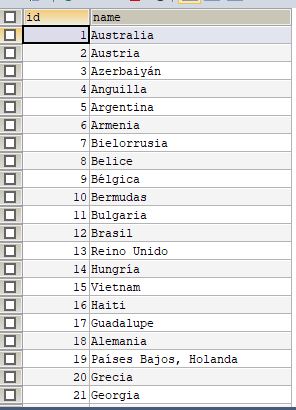 id name
1 Australia
2 Austria
3 Azerbaiyán
4 Anguilla
5 Argentina
6 Armenia
7 Bielorrusia
8 Belice
9 Bélgica
10 Bermudas
11 Bulgaria
12 Brasil
13 Reino Unido
14 Hungría
15 Vietnam
16 Haiti
17 Guadalupe
18 Alemania
19 Países Bajos, Holanda
20 Grecia
21 Georgia